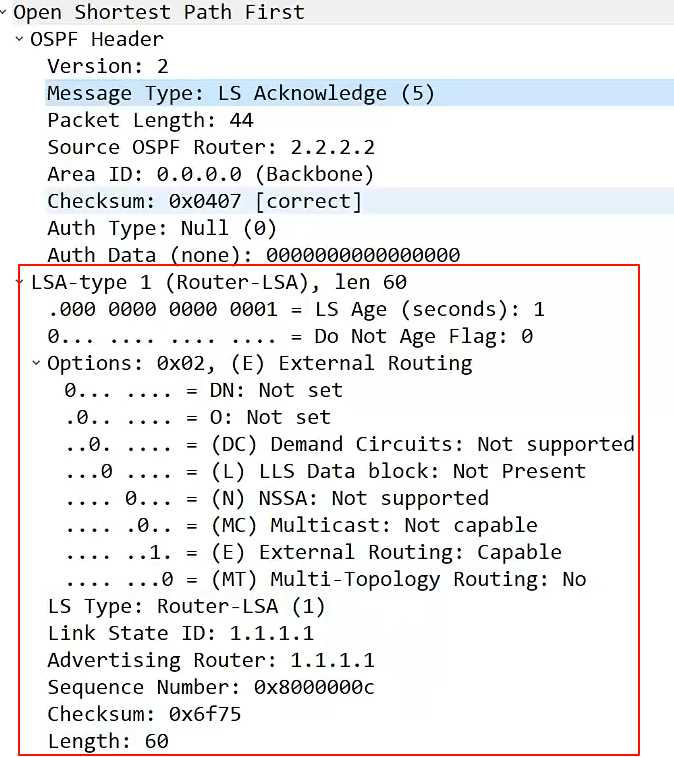 Open Shortest Path First
OSPF Header
Version: 2
Message Type: LS Acknowledge (5)
Packet Length: 44
Source OSPF Router: 2.2.2.2
Area ID: 0.0.0.0 (Backbone)
Checksum: 0x0407 [correct]
Auth Type: Null (0)
Auth Data (none): 0000000000000000
LSA-type 1 (Router-LSA), len 60
.000 0000 0000 0001 = LS Age (seconds): 1
0... .... .... .... = Do Not Age Flag: 0
Options: 0x02, (E) External Routing
0... .... = DN: Not set
.0.. .... = O: Not set
..0. .... = (DC) Demand Circuits: Not supported
...0 .... = (L) LLS Data block: Not Present
.... 0... = (N) NSSA: Not supported
.... .0.. = (MC) Multicast: Not capable
.... ..1. = (E) External Routing: Capable
.... ...0 = (MT) Multi-Topology Routing: No
LS Type: Router-LSA (1)
Link State ID: 1.1.1.1
Advertising Router: 1.1.1.1
Sequence Number: 0x8000000c
Checksum: 0x6f75
Length: 60